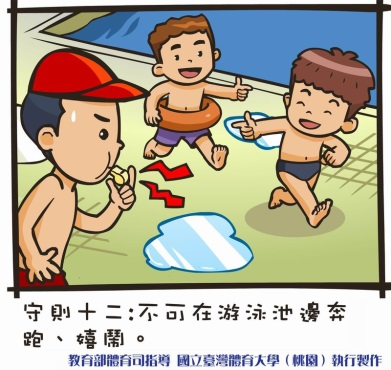 守則十二:不可在游泳池邊奔
跑、嬉鬧。
教育部體育司指導 國立臺灣體育大學（桃園）執行製作